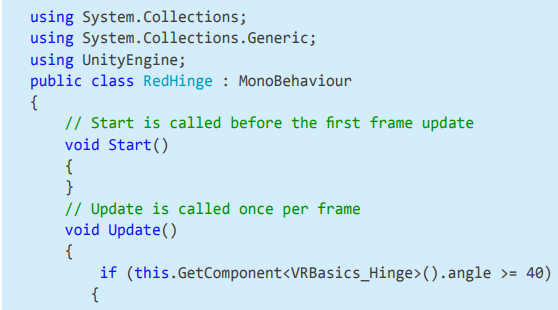 using System.Collections;
using System.Collections.Generic;
using UnityEngine;
public class RedHinge : MonoBehaviour
{
    // Start is called before the first frame update
    void Start()
    {
    }
    // Update is called once per frame
    void Update()
    {
        if (this.GetComponent<VRBasics_Hinge>().angle >= 40)
       {